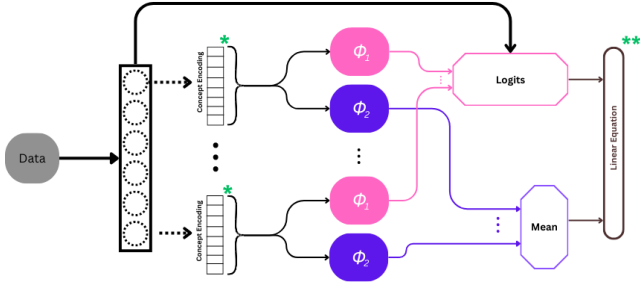 *
**
Concept Encoding
ϕ1
Logits
ϕ2
Data
Linear Equation
*
Concept Encoding
ϕ1
Mean
ϕ2